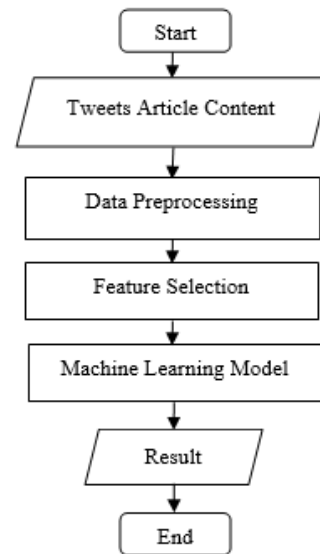 Start
Tweets Article Content
Data Preprocessing
Feature Selection
Machine Learning Model
Result
End